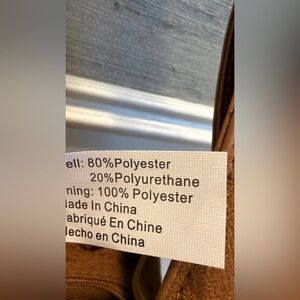 ell: 80%Polyester
20%Polyurethane
ning: 100% Polyester
ade In China
abriqué En Chine
echo en China